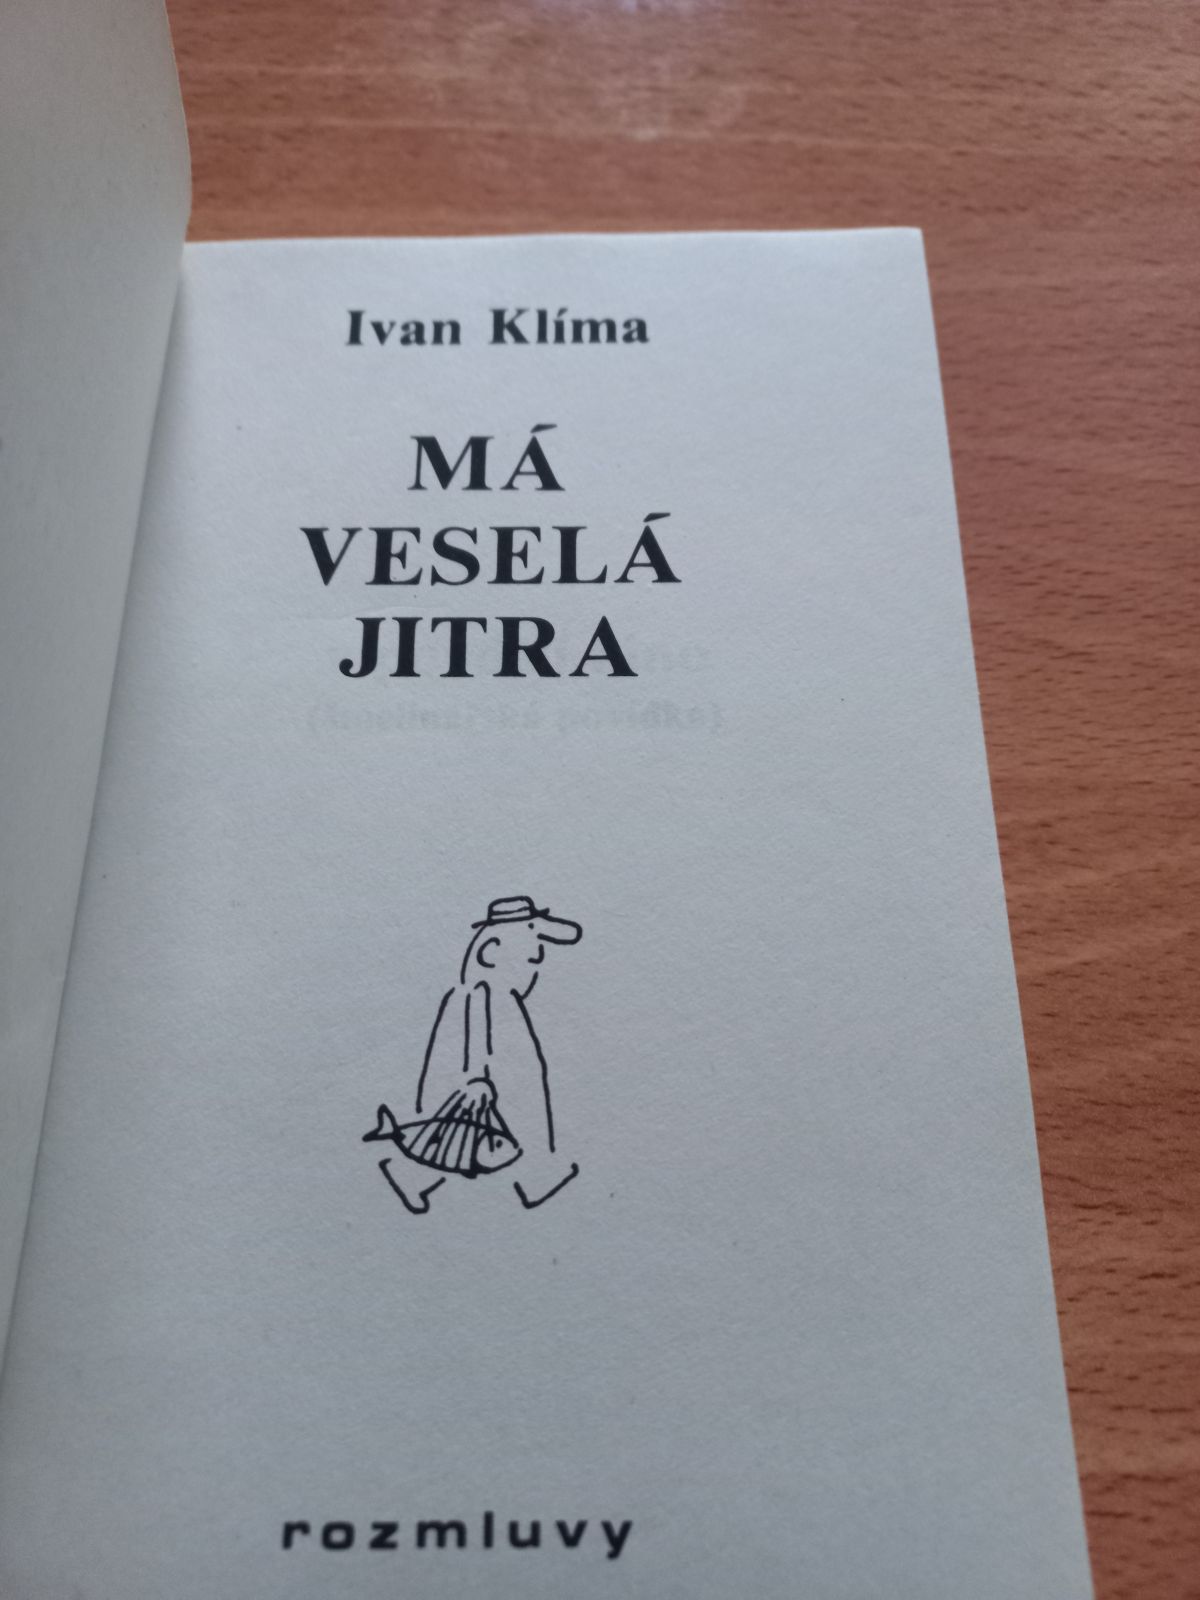 Ivan Klíma
MÁ
VESELÁ
JITRA
rozmluvy